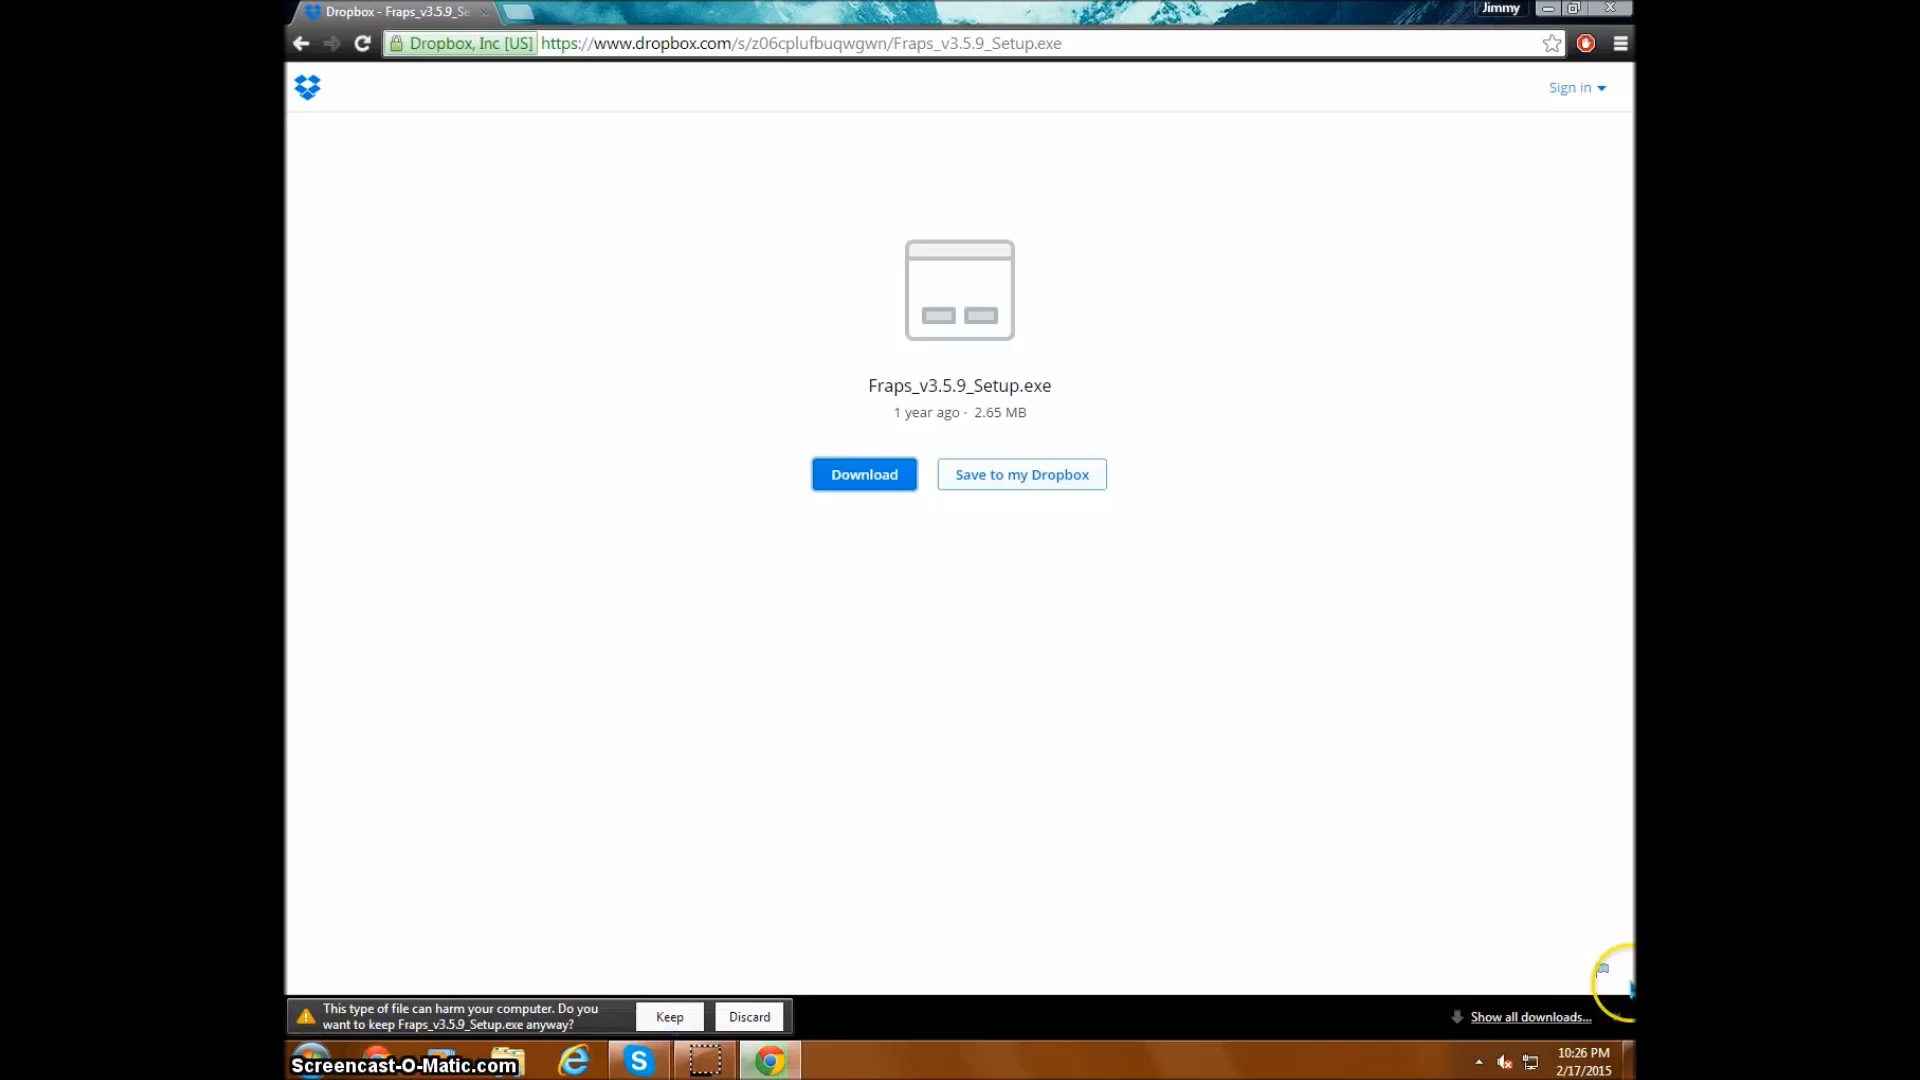 Dropbox - Fraps_v3.5.9_Se
Jimmy
Dropbox, Inc [US] https://www.dropbox.com/s/z06cplufbuqwgwn/Fraps_v3.5.9_Setup.exe
Sign in
Fraps_v3.5.9_Setup.exe
1 year ago · 2.65 MB
Download
Save to my Dropbox
This type of file can harm your computer. Do you
want to keep Fraps_v3.5.9_Setup.exe anyway?
Keep
Discard
Show all downloads...
Screencast-O-Matic.com
10:26 PM
2/17/2015